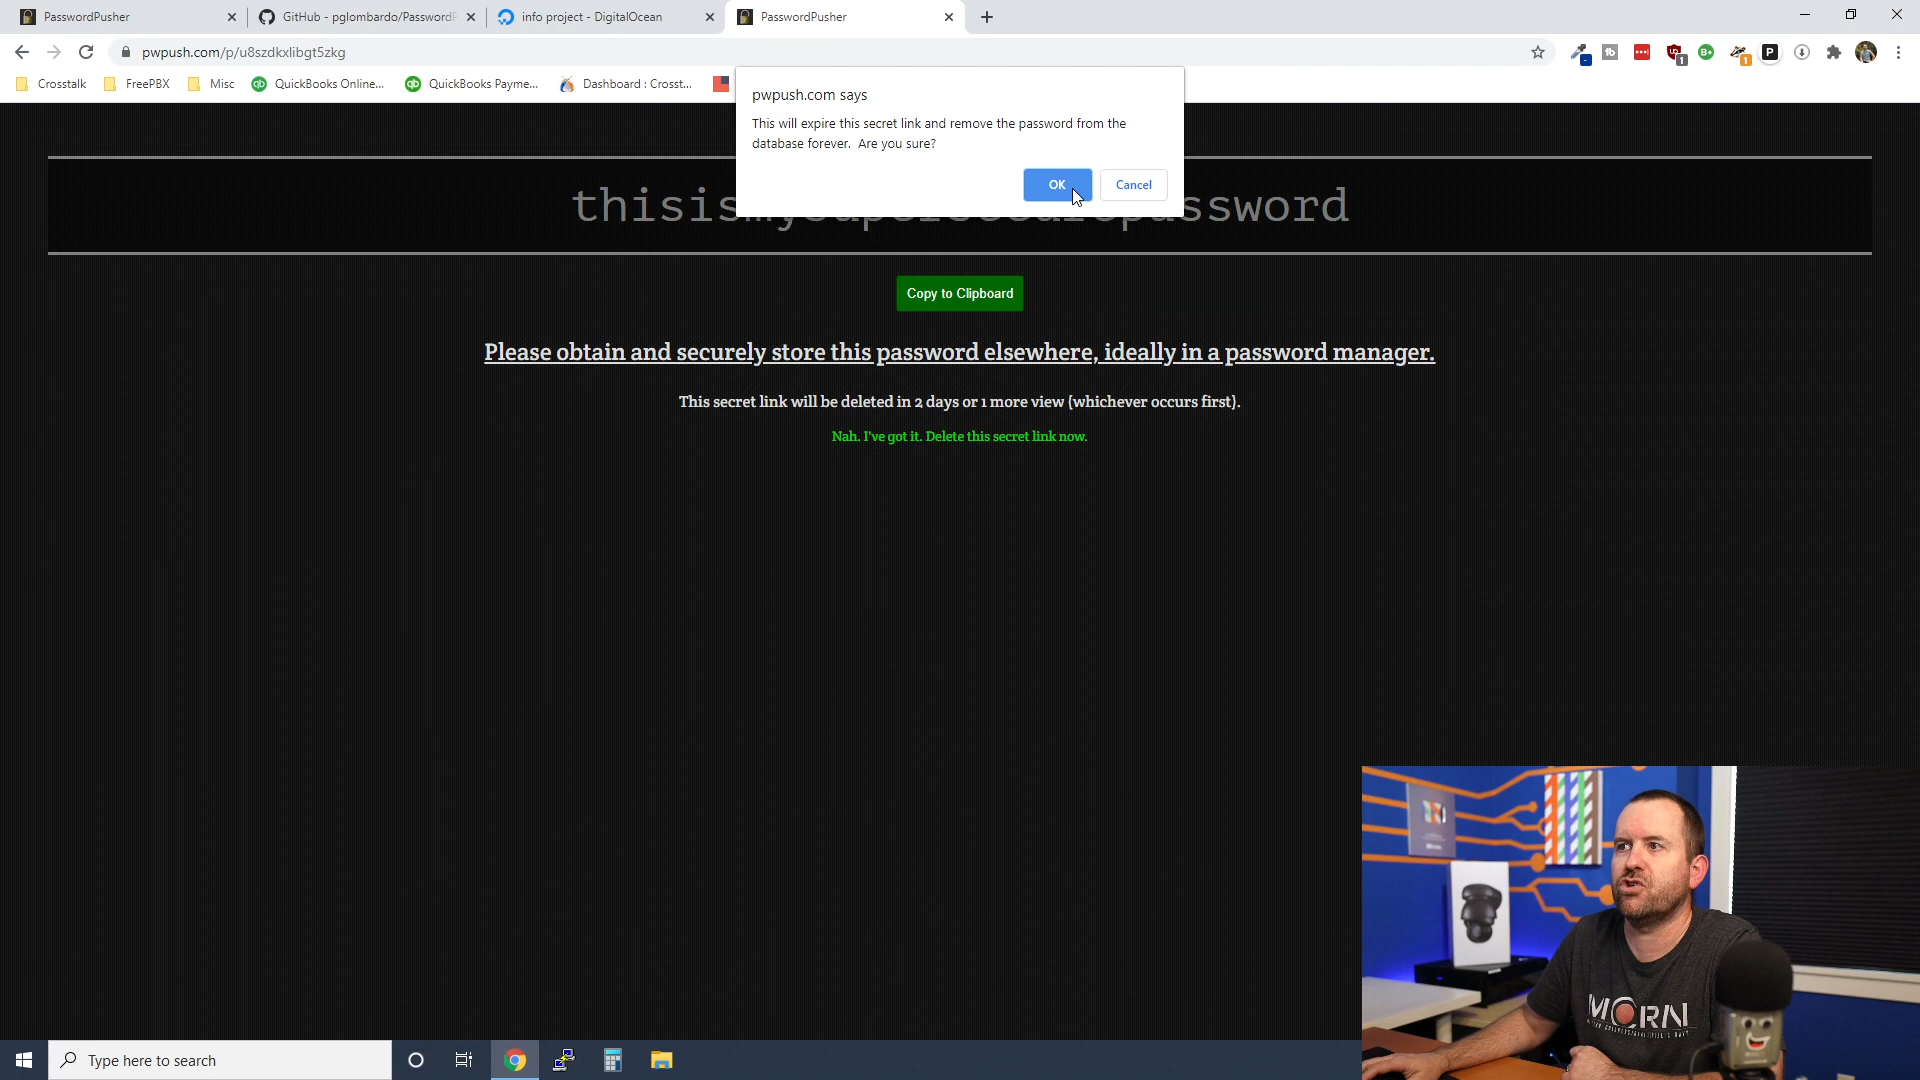 PasswordPusher
GitHub - pglombardo/PasswordP
info project - DigitalOcean
PasswordPusher
pwpush.com/p/u8szdkxlibgt5zkg
Crosstalk
FreePBX
Misc
QuickBooks Online...
QuickBooks Payme...
Dashboard : Crosst...
pwpush.com says
This will expire this secret link and remove the password from the
database forever. Are you sure?
OK
Cancel
thisismysupersecurepassword
Copy to Clipboard
Please obtain and securely store this password elsewhere, ideally in a password manager.
This secret link will be deleted in 2 days or 1 more view (whichever occurs first).
Nah. I've got it. Delete this secret link now.
MORN
Type here to search